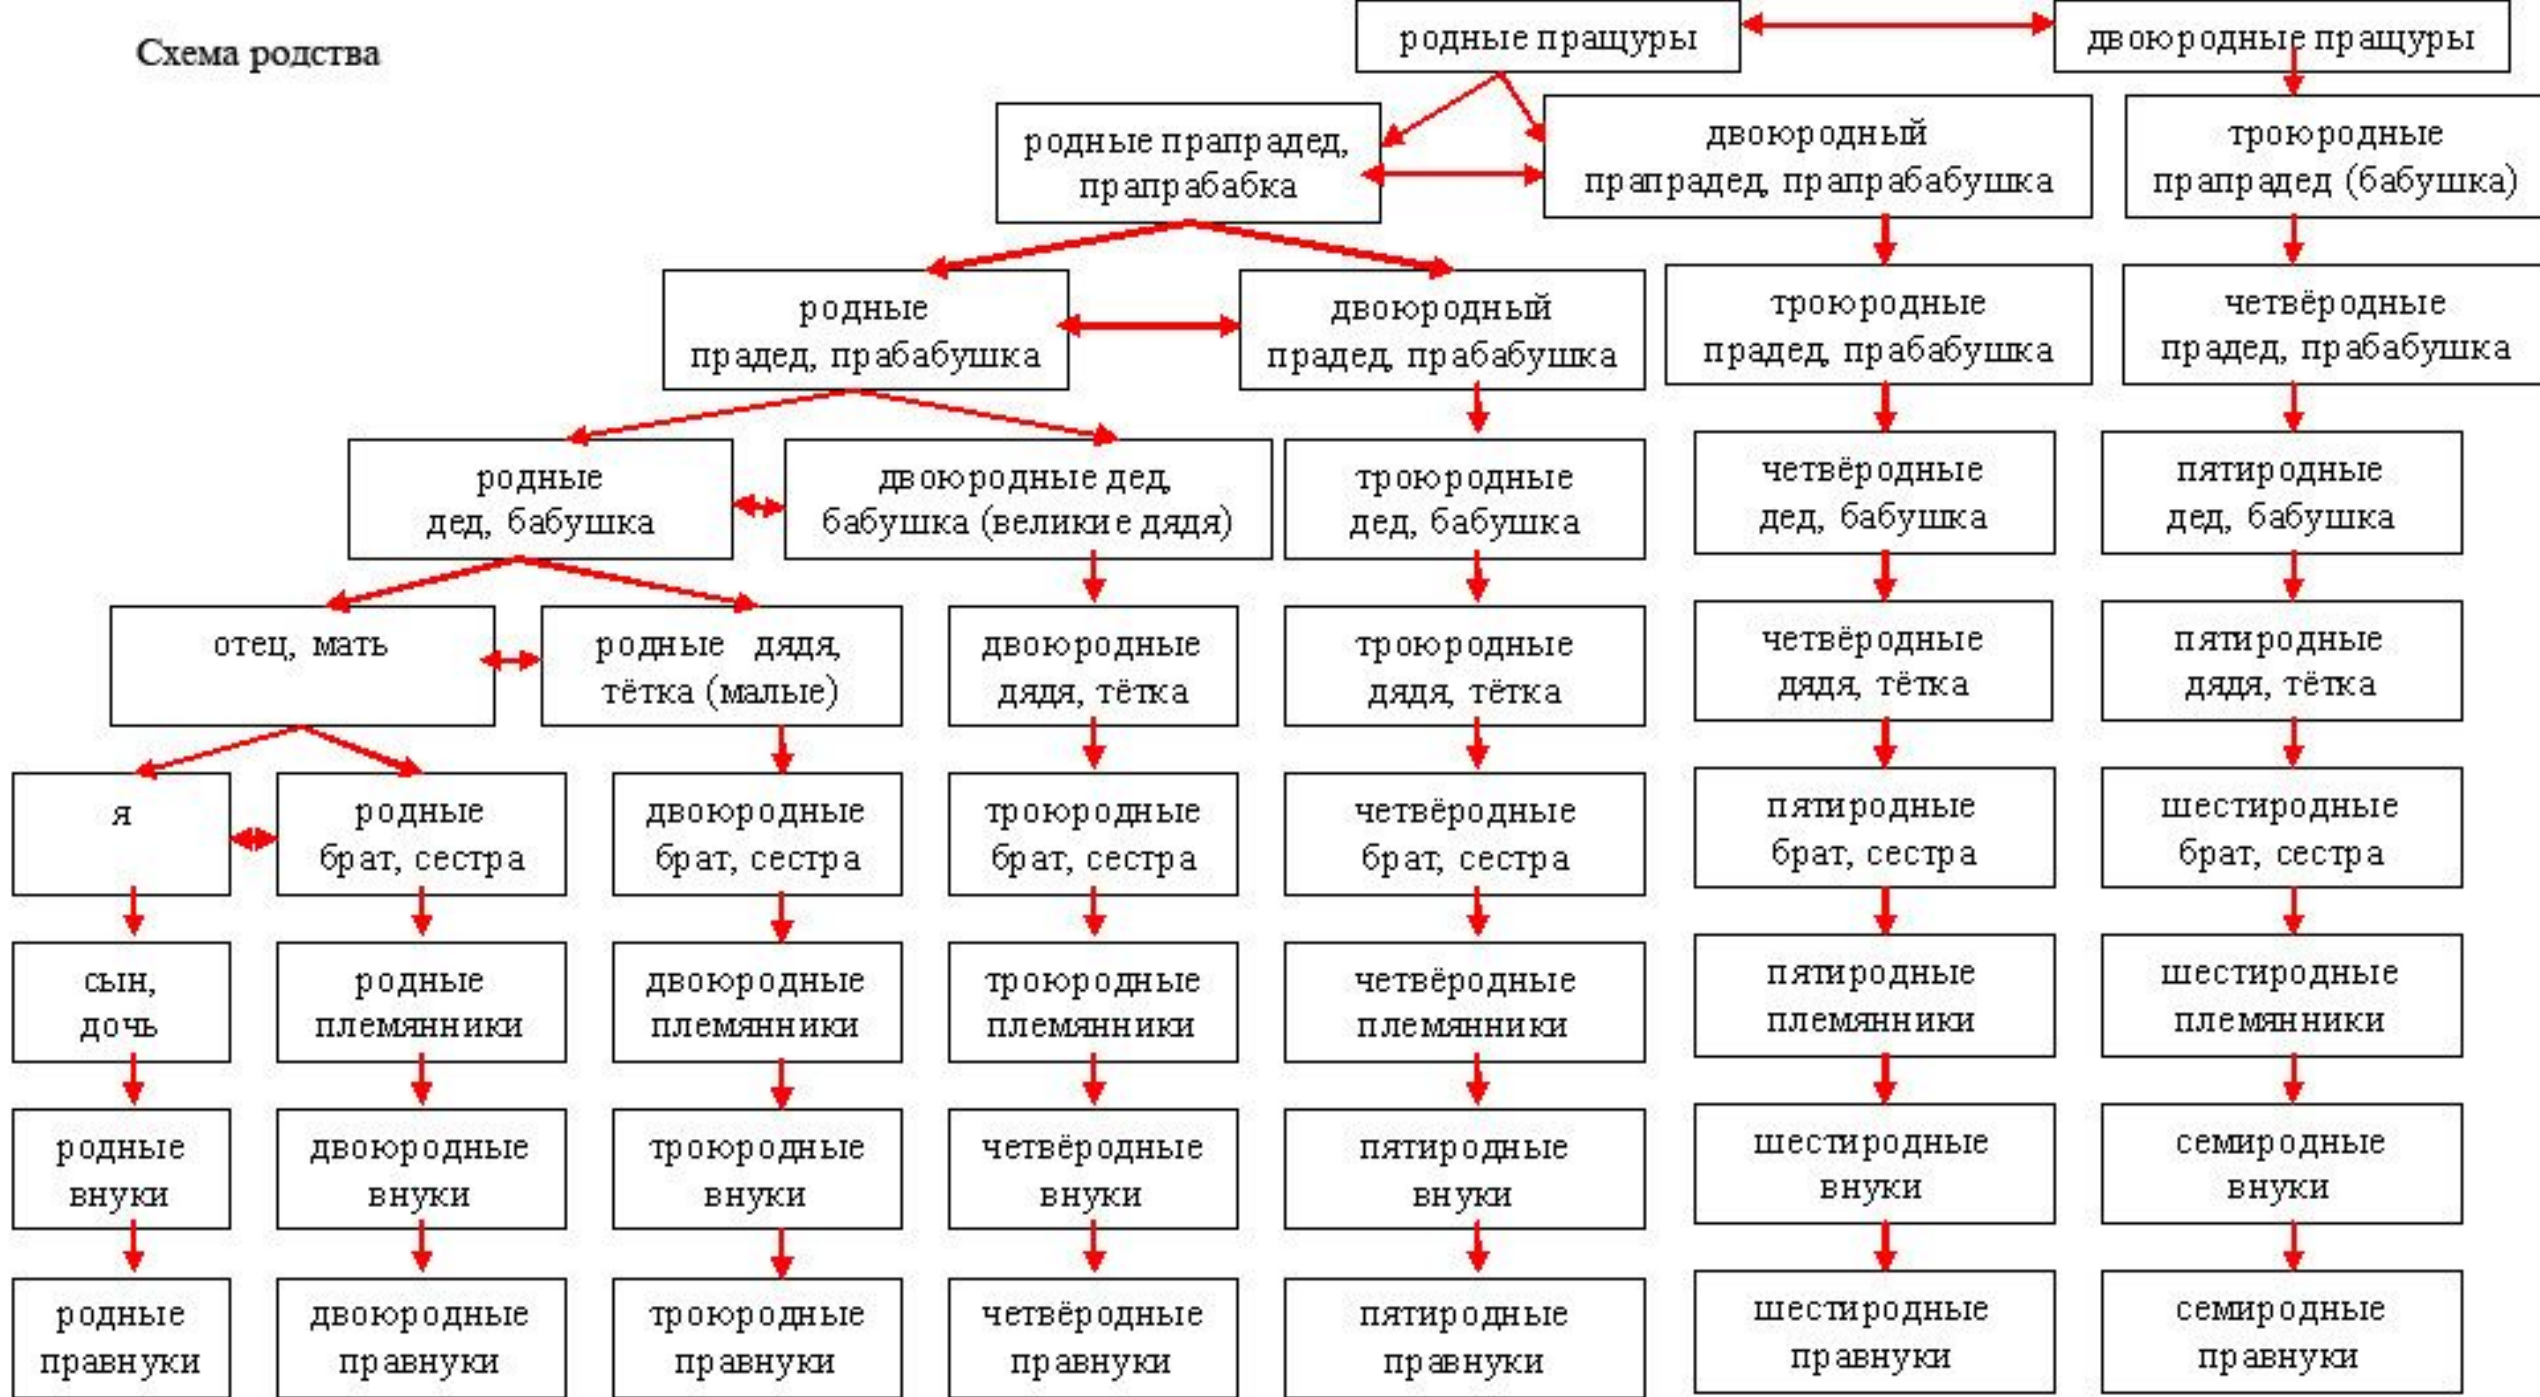 Схема родства
родные пращуры
двоюродные пращуры
родные прапрадед,
прапрабабка
двоюродный
прапрадед, прапрабабушка
троюродные
прапрадед (бабушка)
родные
прадед, прабабушка
двоюродный
прадед, прабабушка
троюродные
прадед, прабабушка
четвёродные
прадед, прабабушка
родные
дед, бабушка
двоюродные дед,
бабушка (великие дядя)
троюродные
дед, бабушка
четвёродные
дед, бабушка
пятиродные
дед, бабушка
отец, мать
родные дядя,
тётка (малые)
двоюродные
дядя, тётка
троюродные
дядя, тётка
четвёродные
дядя, тётка
пятиродные
дядя, тётка
я
родные
брат, сестра
двоюродные
брат, сестра
троюродные
брат, сестра
четвёродные
брат, сестра
пятиродные
брат, сестра
шестиродные
брат, сестра
сын,
дочь
родные
племянники
двоюродные
племянники
троюродные
племянники
четвёродные
племянники
пятиродные
племянники
шестиродные
племянники
родные
внуки
двоюродные
внуки
троюродные
внуки
четвёродные
внуки
пятиродные
внуки
шестиродные
внуки
семиродные
внуки
родные
правнуки
двоюродные
правнуки
троюродные
правнуки
четвёродные
правнуки
пятиродные
правнуки
шестиродные
правнуки
семиродные
правнуки